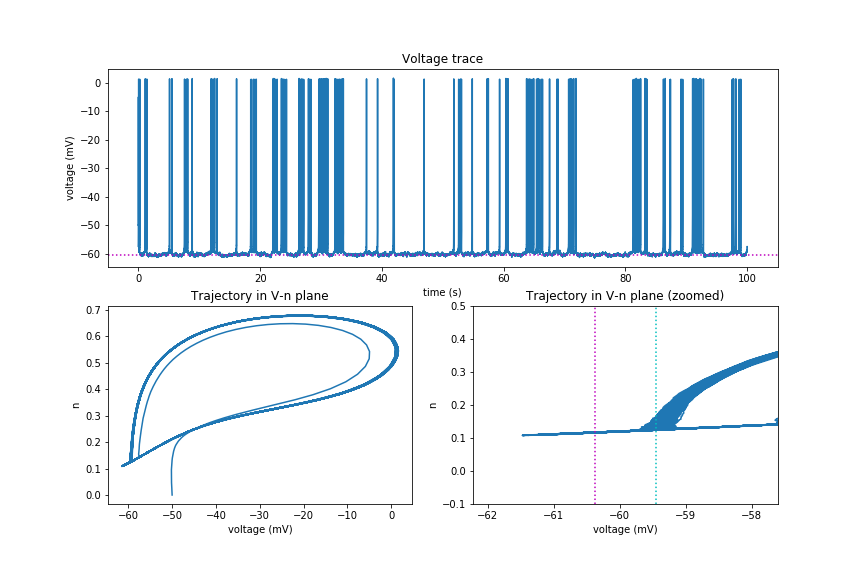 Voltage trace
0
−10
−20
−30
−40
−50
−60
voltage (mV)
0 20 40 60 80 100
time (s)
Trajectory in V-n plane
0.7
0.6
0.5
0.4
0.3
0.2
0.1
0.0
n
−60 −50 −40 −30 −20 −10 0
voltage (mV)
Trajectory in V-n plane (zoomed)
0.5
0.4
0.3
0.2
0.1
0.0
−0.1
n
−62 −61 −60 −59 −58
voltage (mV)